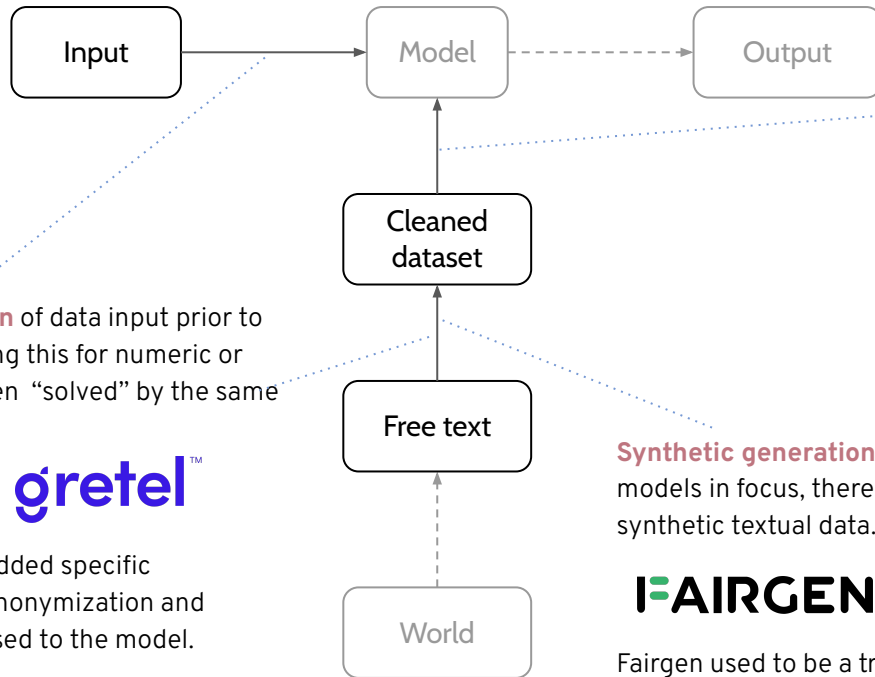 Input
Model
Output
Cleaned
dataset
n of data input prior to
ng this for numeric or
en “solved” by the same
Free text
gretel™
Synthetic generation
models in focus, there
synthetic textual data.
dded specific
nonymization and
sed to the model.
FAIRGEN
World
Fairgen used to be a tr